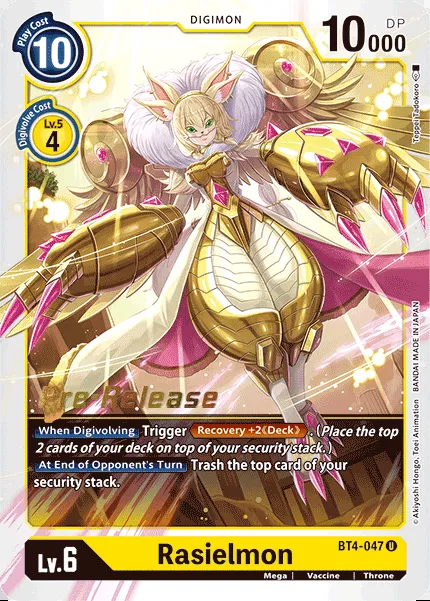 Play Cost
10
DIGIMON
DP
10000
Digivolve Cost
Lv.5
4
Teppei Tadokoro
Pre-Release
When Digivolving Trigger Recovery +2《Deck》. (Place the top
2 cards of your deck on top of your security stack.)
At End of Opponent's Turn Trash the top card of your
security stack.
©Akiyoshi Hongo, Toei Animation BANDAI MADE IN JAPAN
BT4-047 U
Lv.6
Rasielmon
Mega | Vaccine | Throne